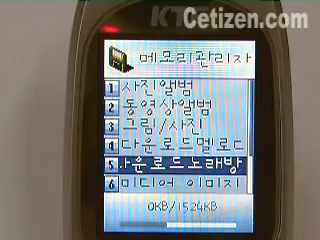 Cetizen.com
KTF
메모리관리자
1 사진앨범
2 동영상앨범
3 그림/사진
4 다운로드멜로디
5 다운로드노래방
6 미디어 이미지
0KB/1524KB